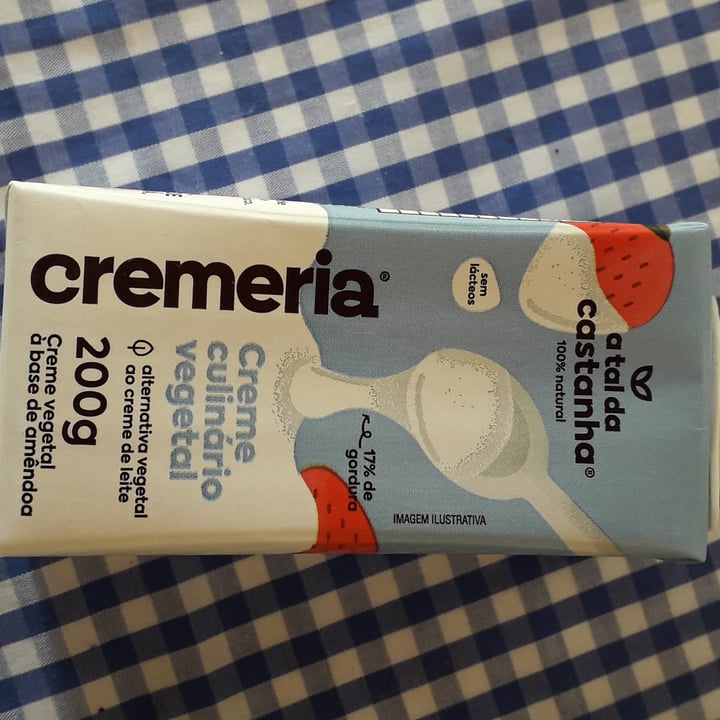 a tal da
castanha®
100% natural
sem
lácteos
IMAGEM ILUSTRATIVA
17% de
gordura
cremeria®
Creme
culinário
vegetal
alternativa vegetal
ao creme de leite
200g
Creme vegetal
à base de amêndoa